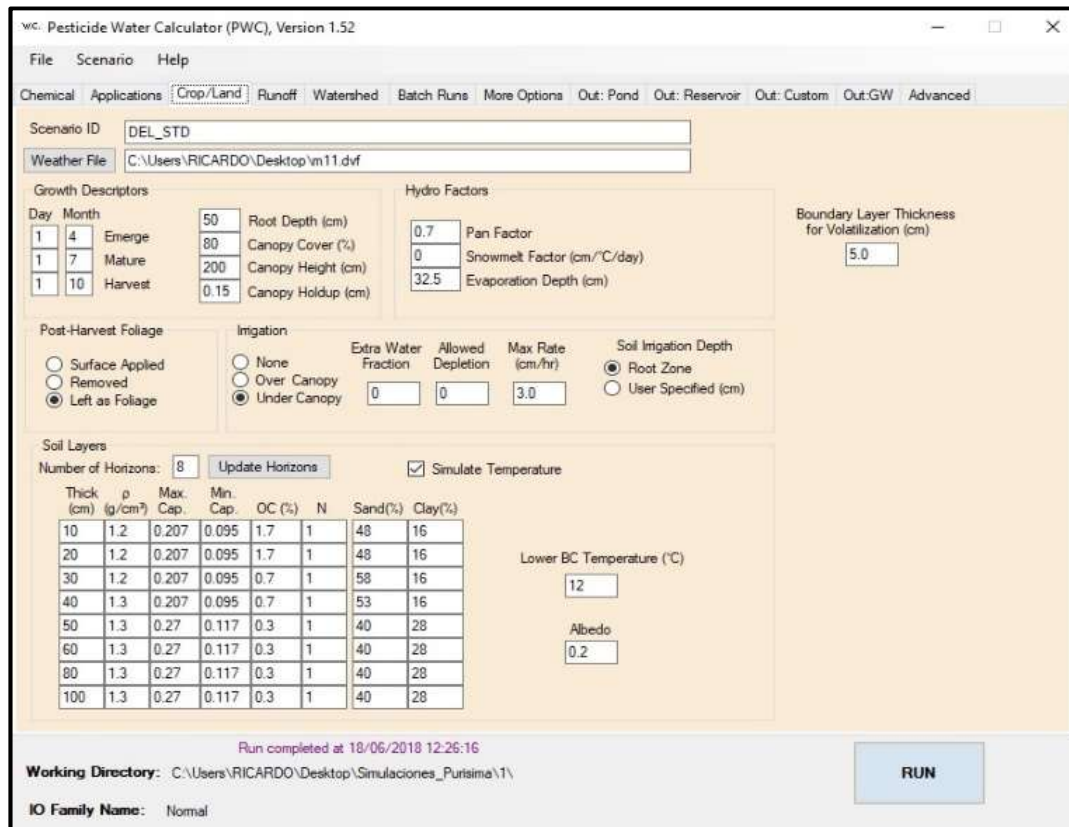 wc. Pesticide Water Calculator (PWC), Version 1.52
File Scenario Help
Chemical Applications Crop/Land Runoff Watershed Batch Runs More Options Out: Pond Out: Reservoir Out: Custom Out:GW Advanced
Scenario ID DEL_STD
Weather File C:\Users\RICARDO\Desktop\m11.dvf
Growth Descriptors
Day Month
1 4 Emerge
1 7 Mature
1 10 Harvest
50 Root Depth (cm)
80 Canopy Cover (%)
200 Canopy Height (cm)
0.15 Canopy Holdup (cm)
Hydro Factors
0.7 Pan Factor
0 Snowmelt Factor (cm/°C/day)
32.5 Evaporation Depth (cm)
Boundary Layer Thickness
for Volatilization (cm)
5.0
Post-Harvest Foliage
Surface Applied
Removed
Left as Foliage
Irrigation
None
Over Canopy
Under Canopy
Extra Water Allowed Max Rate
Fraction Depletion (cm/hr)
0 0 3.0
Soil Irrigation Depth
Root Zone
User Specified (cm)
Soil Layers
Number of Horizons: 8 Update Horizons Simulate Temperature
Thick ρ Max. Min.
(cm) (g/cm³) Cap. Cap. OC (%) N Sand(%) Clay(%)
10 1.2 0.207 0.095 1.7 1 48 16
20 1.2 0.207 0.095 1.7 1 48 16
30 1.2 0.207 0.095 0.7 1 58 16
40 1.3 0.207 0.095 0.7 1 53 16
50 1.3 0.27 0.117 0.3 1 40 28
60 1.3 0.27 0.117 0.3 1 40 28
80 1.3 0.27 0.117 0.3 1 40 28
100 1.3 0.27 0.117 0.3 1 40 28
Lower BC Temperature (°C)
12
Albedo
0.2
Run completed at 18/06/2018 12:26:16
Working Directory: C:\Users\RICARDO\Desktop\Simulaciones_Purisima\1\
RUN
IO Family Name: Normal